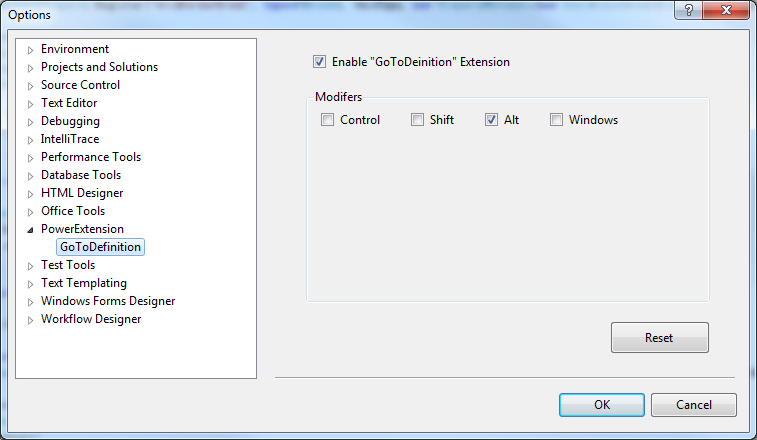 Options
Environment
Projects and Solutions
Source Control
Text Editor
Debugging
IntelliTrace
Performance Tools
Database Tools
HTML Designer
Office Tools
PowerExtension
GoToDefinition
Test Tools
Text Templating
Windows Forms Designer
Workflow Designer
Enable "GoToDeinition" Extension
Modifers
Control Shift Alt Windows
Reset
OK Cancel